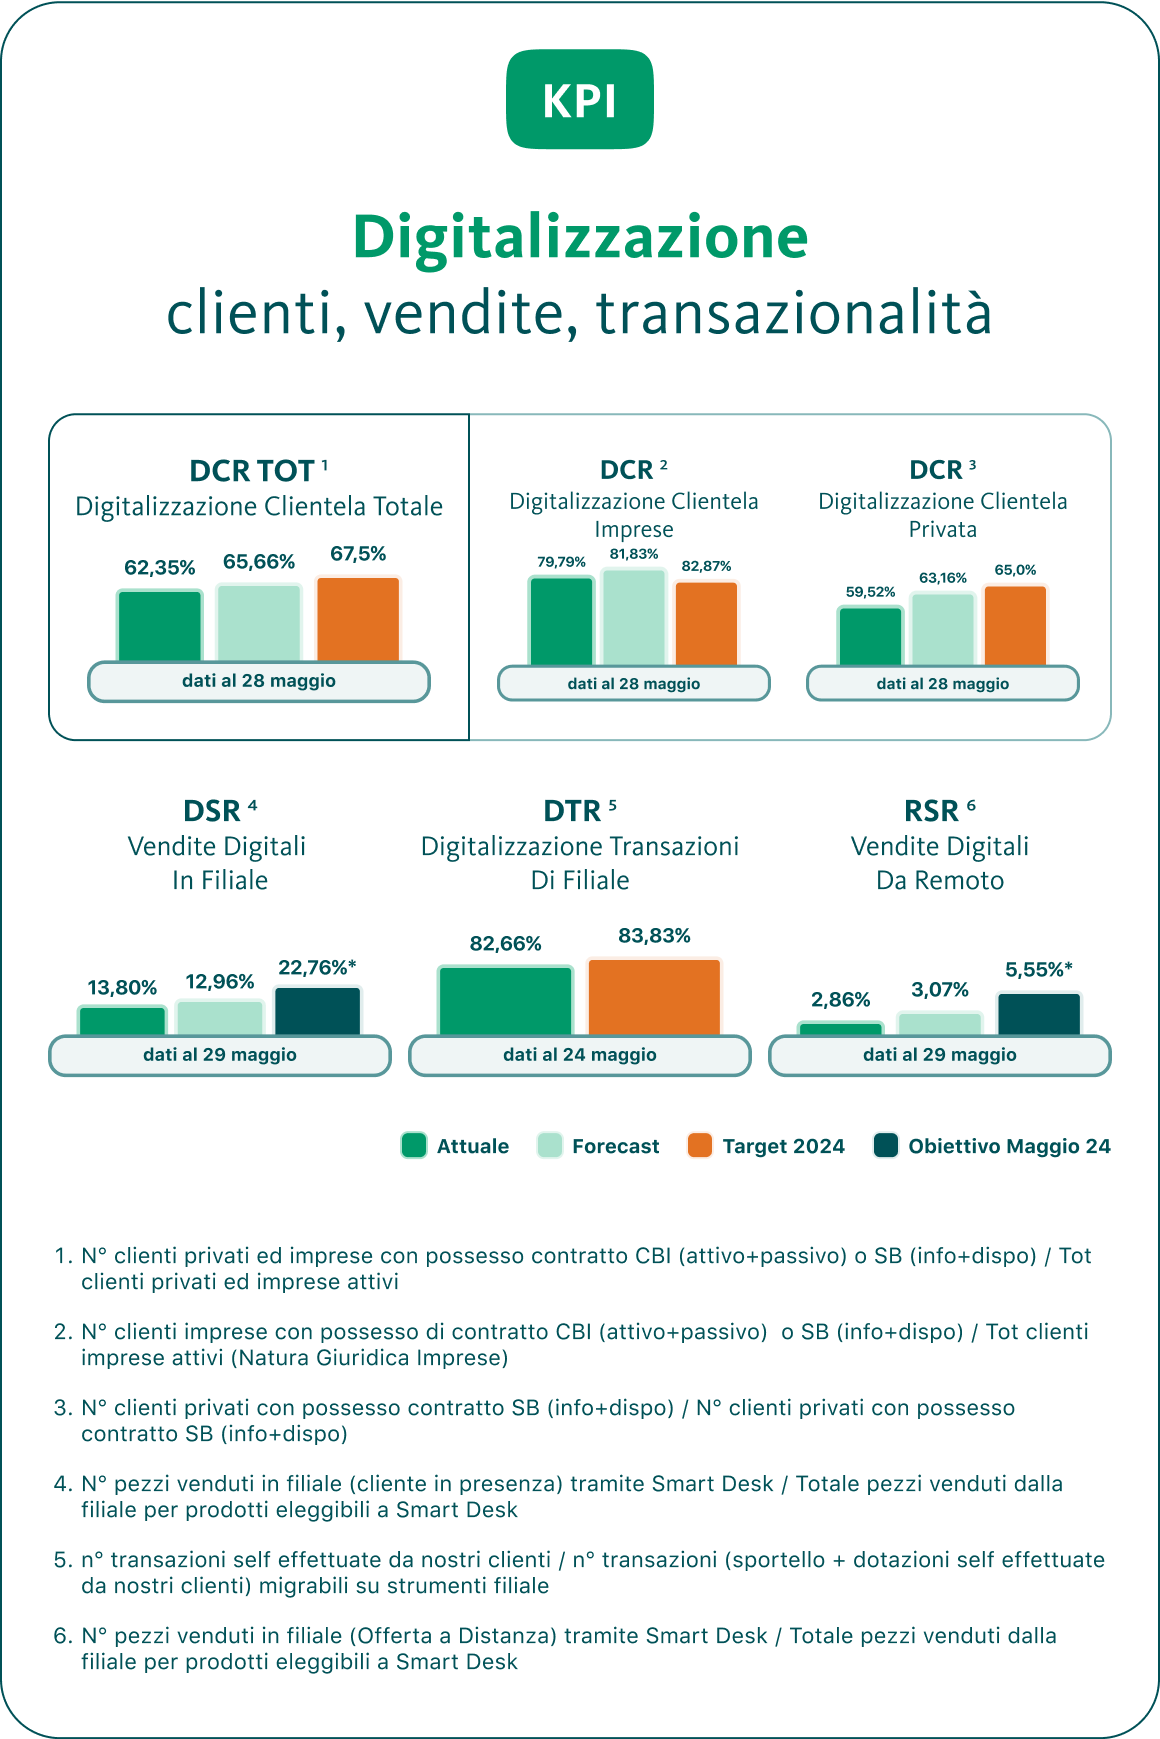 KPI
Digitalizzazione
clienti, vendite, transazionalità
DCR TOT ¹
Digitalizzazione Clientela Totale
62,35%
65,66%
67,5%
dati al 28 maggio
DCR ²
Digitalizzazione Clientela
Imprese
79,79%
81,83%
82,87%
dati al 28 maggio
DCR ³
Digitalizzazione Clientela
Privata
59,52%
63,16%
65,0%
dati al 28 maggio
DSR ⁴
Vendite Digitali
In Filiale
13,80%
12,96%
22,76%*
dati al 29 maggio
DTR ⁵
Digitalizzazione Transazioni
Di Filiale
82,66%
83,83%
dati al 24 maggio
RSR ⁶
Vendite Digitali
Da Remoto
2,86%
3,07%
5,55%*
dati al 29 maggio
Attuale
Forecast
Target 2024
Obiettivo Maggio 24
1. N° clienti privati ed imprese con possesso contratto CBI (attivo+passivo) o SB (info+dispo) / Tot
clienti privati ed imprese attivi
2. N° clienti imprese con possesso di contratto CBI (attivo+passivo)  o SB (info+dispo) / Tot clienti
imprese attivi (Natura Giuridica Imprese)
3. N° clienti privati con possesso contratto SB (info+dispo) / N° clienti privati con possesso
contratto SB (info+dispo)
4. N° pezzi venduti in filiale (cliente in presenza) tramite Smart Desk / Totale pezzi venduti dalla
filiale per prodotti eleggibili a Smart Desk
5. n° transazioni self effettuate da nostri clienti / n° transazioni (sportello + dotazioni self effettuate
da nostri clienti) migrabili su strumenti filiale
6. N° pezzi venduti in filiale (Offerta a Distanza) tramite Smart Desk / Totale pezzi venduti dalla
filiale per prodotti eleggibili a Smart Desk